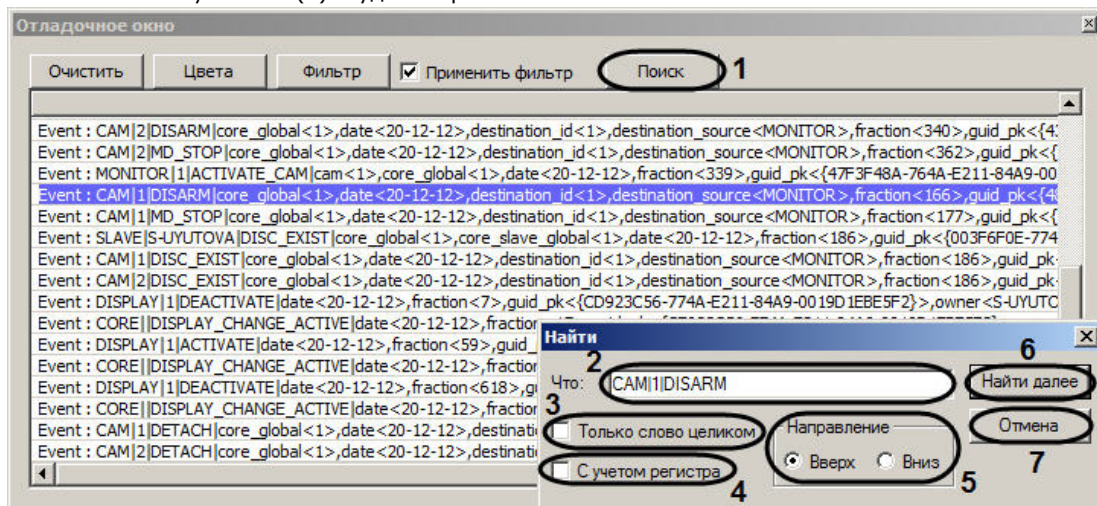 Отладочное окно
Очистить Цвета Фильтр Применить фильтр Поиск 1
Event : CAM|2|DISARM|core_global<1>,date<20-12-12>,destination_id<1>,destination_source<MONITOR>,fraction<340>,guid_pk<{4
Event : CAM|2|MD_STOP|core_global<1>,date<20-12-12>,destination_id<1>,destination_source<MONITOR>,fraction<362>,guid_pk<{
Event : MONITOR|1|ACTIVATE_CAM|cam<1>,core_global<1>,date<20-12-12>,fraction<339>,guid_pk<{47F3F48A-764A-E211-84A9-00
Event : CAM|1|DISARM|core_global<1>,date<20-12-12>,destination_id<1>,destination_source<MONITOR>,fraction<166>,guid_pk<{4
Event : CAM|1|MD_STOP|core_global<1>,date<20-12-12>,destination_id<1>,destination_source<MONITOR>,fraction<177>,guid_pk<{
Event : SLAVE|S-UYUTOVA|DISC_EXIST|core_global<1>,core_slave_global<1>,date<20-12-12>,fraction<186>,guid_pk<{003F6F0E-774
Event : CAM|1|DISC_EXIST|core_global<1>,date<20-12-12>,destination_id<1>,destination_source<MONITOR>,fraction<186>,guid_pk
Event : CAM|2|DISC_EXIST|core_global<1>,date<20-12-12>,destination_id<1>,destination_source<MONITOR>,fraction<186>,guid_pk
Event : DISPLAY|1|DEACTIVATE|date<20-12-12>,fraction<7>,guid_pk<{CD923C56-774A-E211-84A9-0019D1EBE5F2}>,owner<S-UYUTO
Event : CORE||DISPLAY_CHANGE_ACTIVE|date<20-12-12>,fraction
Event : DISPLAY|1|ACTIVATE|date<20-12-12>,fraction<59>,guid_
Event : CORE||DISPLAY_CHANGE_ACTIVE|date<20-12-12>,fraction
Event : DISPLAY|1|DEACTIVATE|date<20-12-12>,fraction<618>,g
Event : CORE||DISPLAY_CHANGE_ACTIVE|date<20-12-12>,fraction
Event : CAM|1|DETACH|core_global<1>,date<20-12-12>,destinati
Event : CAM|2|DETACH|core_global<1>,date<20-12-12>,destinati
Найти
2 6
Что: CAM|1|DISARM Найти далее
3
Только слово целиком Направление Отмена
С учетом регистра Вверх Вниз 7
4 5